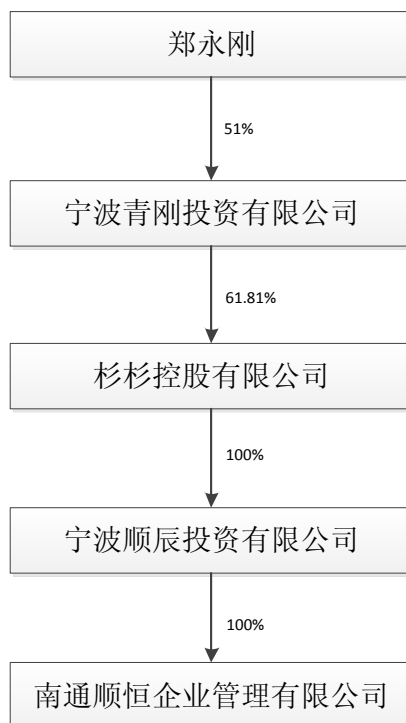 郑永刚
51%
宁波青刚投资有限公司
61.81%
杉杉控股有限公司
100%
宁波顺辰投资有限公司
100%
南通顺恒企业管理有限公司